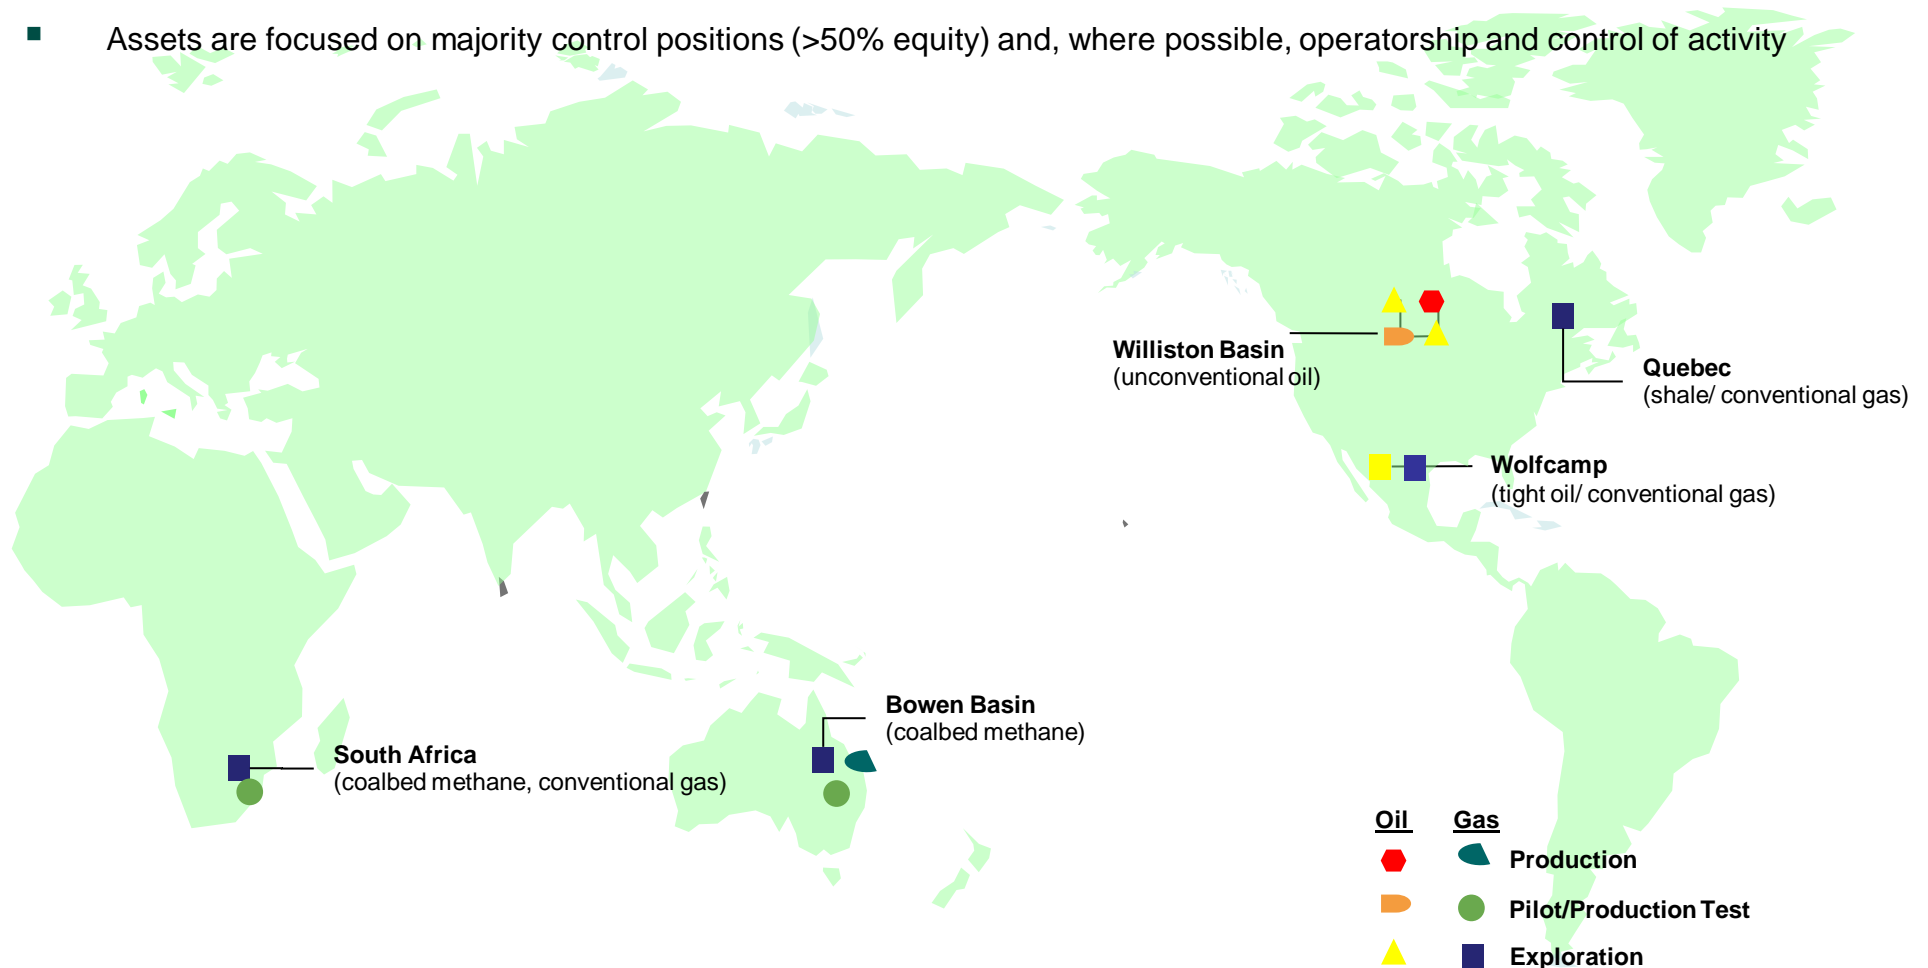 Assets are focused on majority control positions (>50% equity) and, where possible, operatorship and control of activity
Williston Basin
(unconventional oil)
Quebec
(shale/ conventional gas)
Wolfcamp
(tight oil/ conventional gas)
Bowen Basin
(coalbed methane)
South Africa
(coalbed methane, conventional gas)
Oil Gas
Production
Pilot/Production Test
Exploration